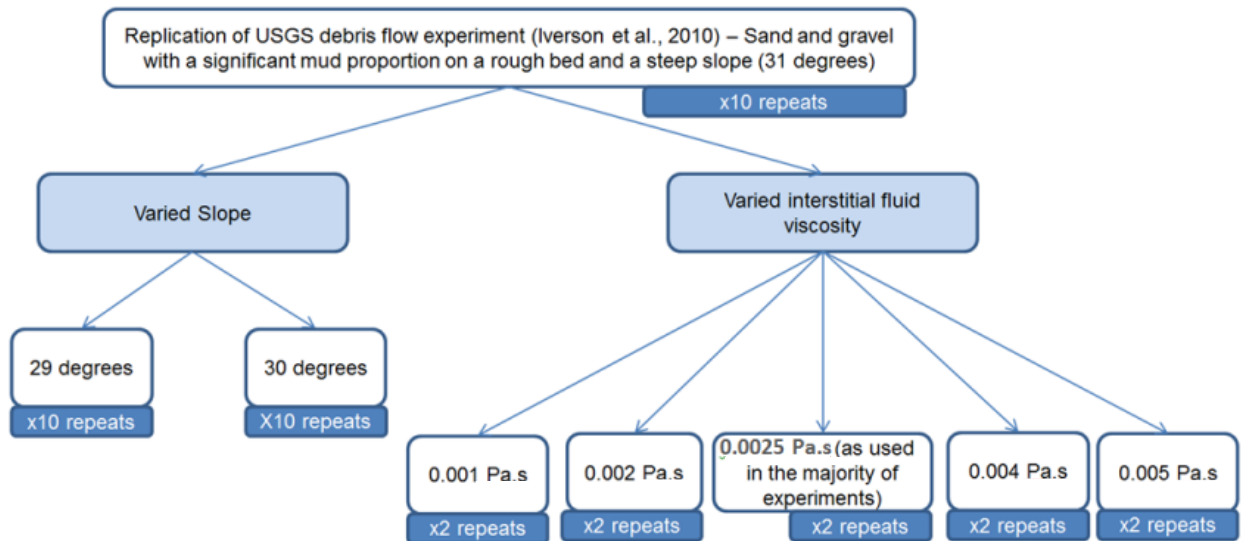 Replication of USGS debris flow experiment (Iverson et al., 2010) – Sand and gravel
with a significant mud proportion on a rough bed and a steep slope (31 degrees)
x10 repeats
Varied Slope
Varied interstitial fluid
viscosity
29 degrees
x10 repeats
30 degrees
X10 repeats
0.001 Pa.s
x2 repeats
0.002 Pa.s
x2 repeats
0.0025 Pa.s (as used
in the majority of
experiments)
x2 repeats
0.004 Pa.s
x2 repeats
0.005 Pa.s
x2 repeats